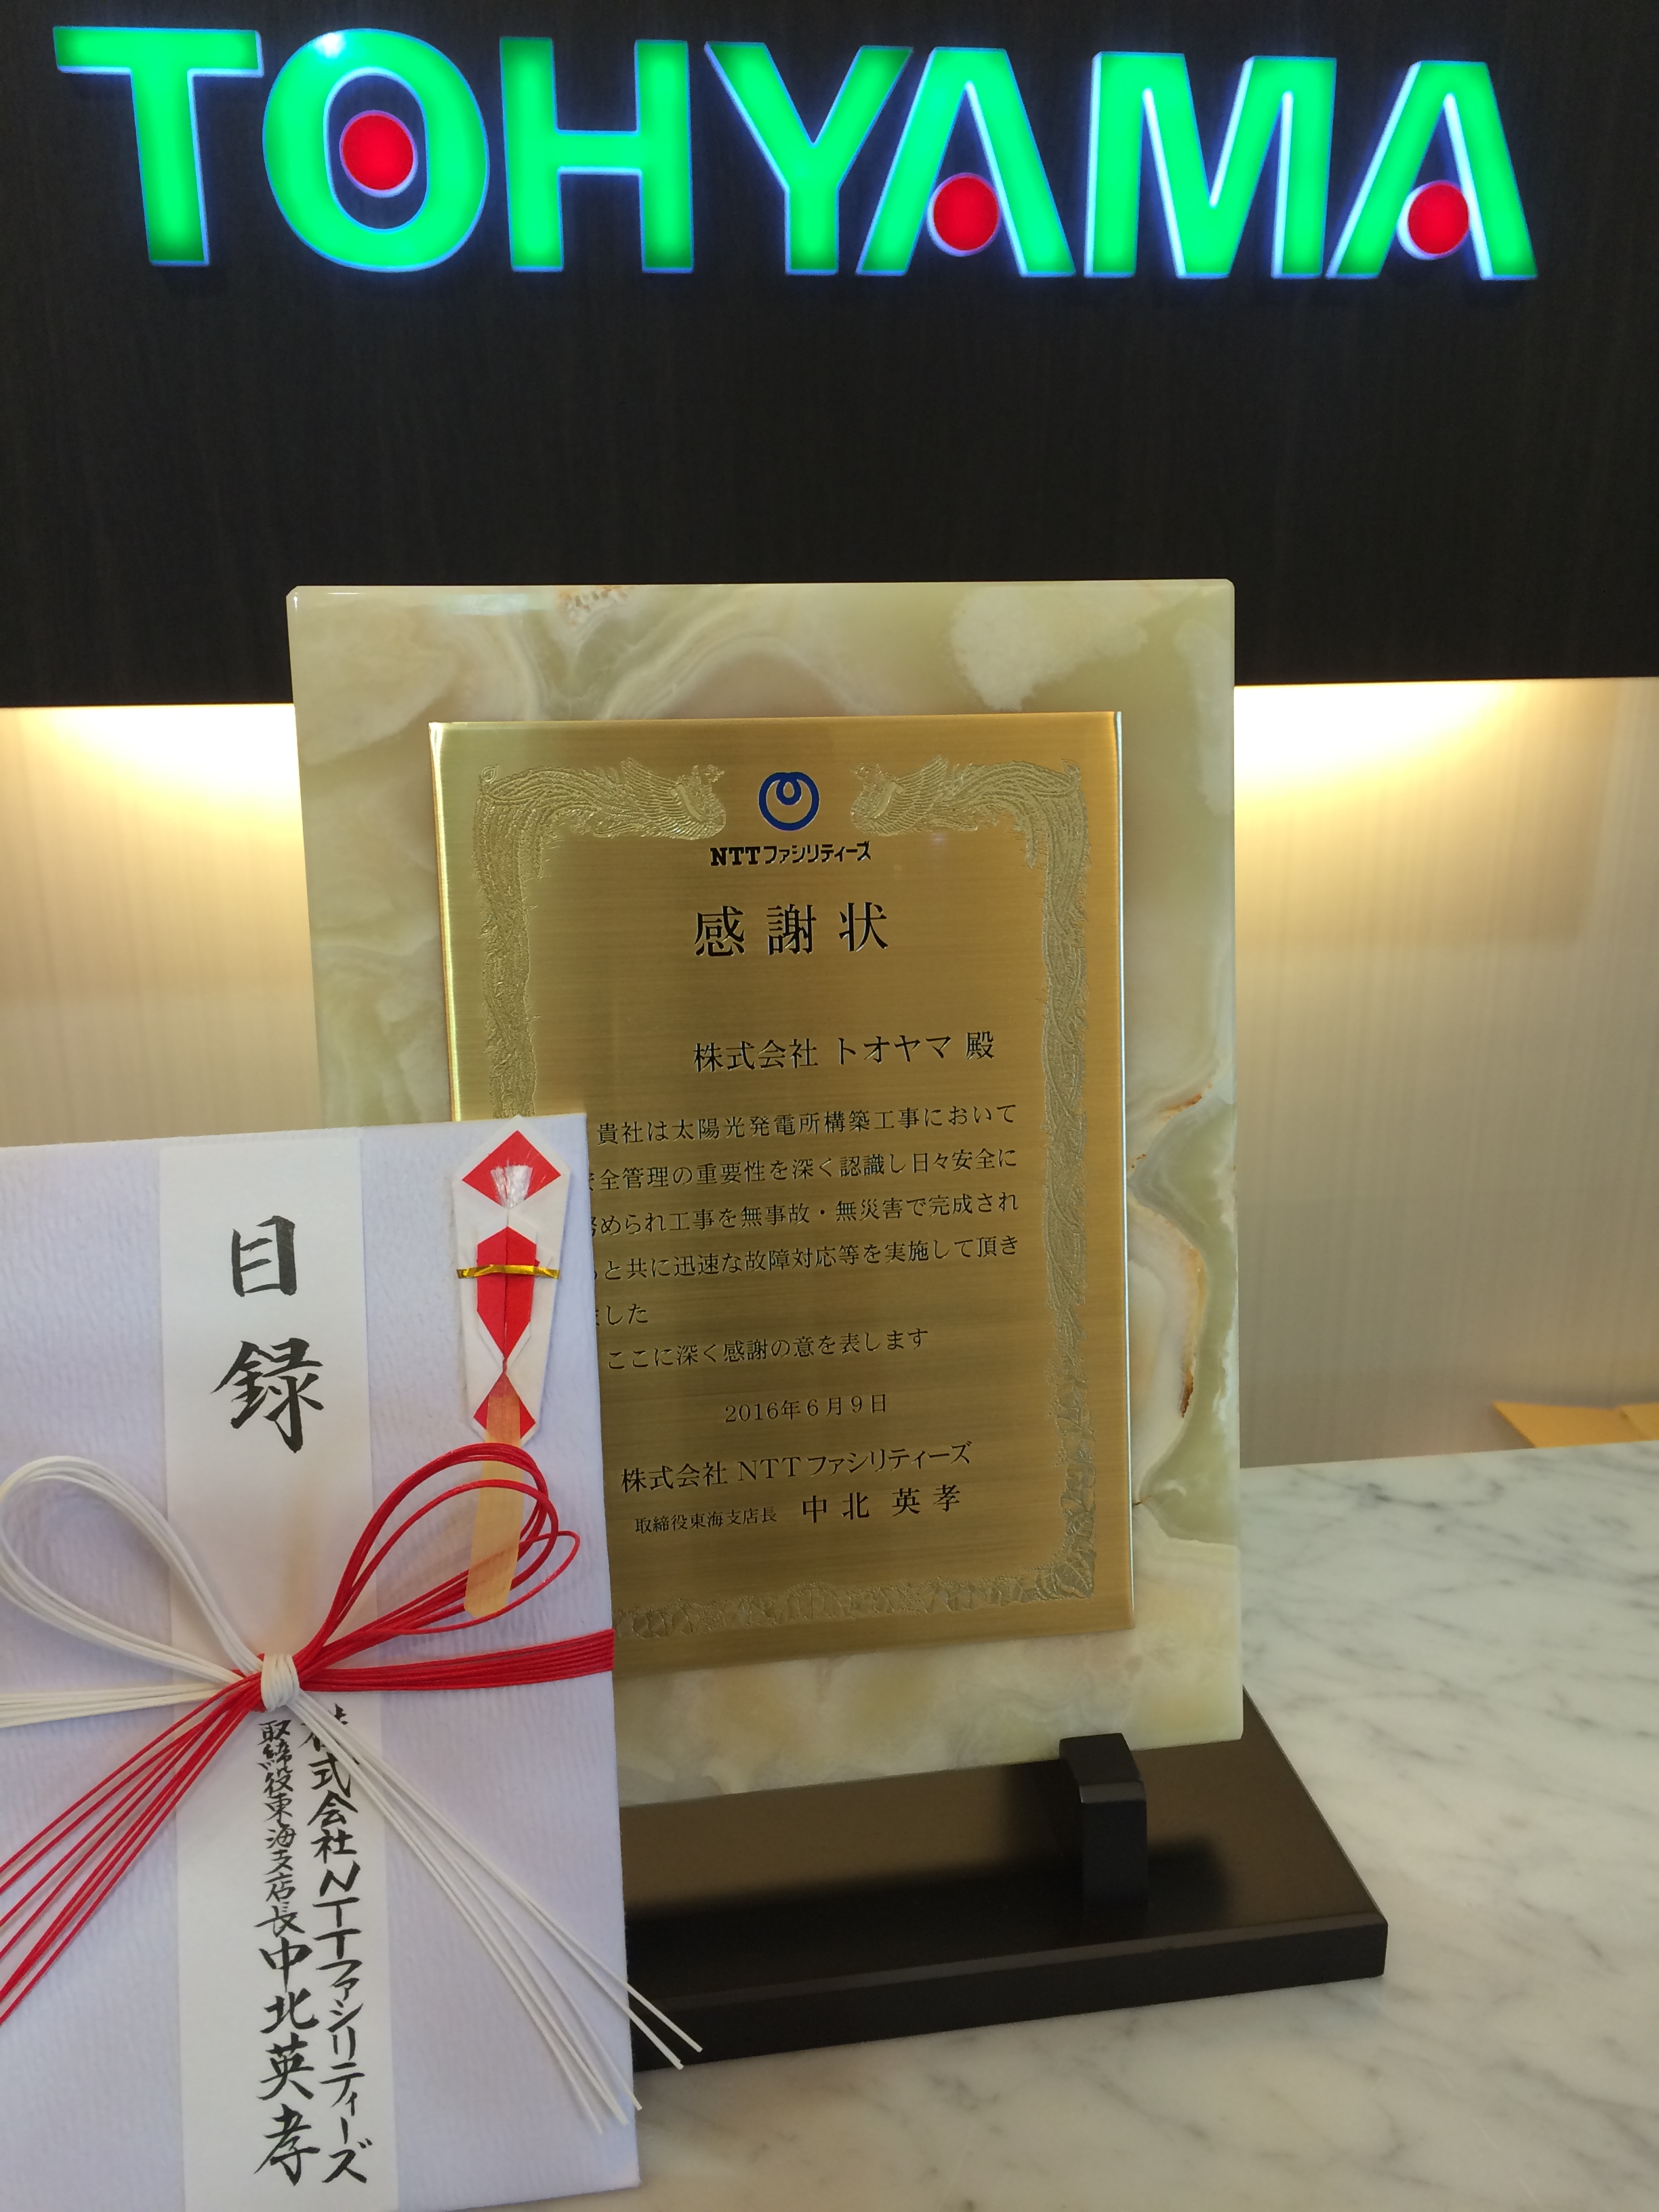 TOHYAMA
NTTファシリティーズ
感謝状
株式会社 トオヤマ 殿
貴社は太陽光発電所構築工事において
安全管理の重要性を深く認識し日々安全に
努められ工事を無事故・無災害で完成され
ると共に迅速な故障対応等を実施して頂き
ました
ここに深く感謝の意を表します
2016年6月9日
株式会社 NTTファシリティーズ
取締役東海支店長 中北 英孝
目録
株式会社NTTファシリティーズ
取締役東海支店長中北英孝